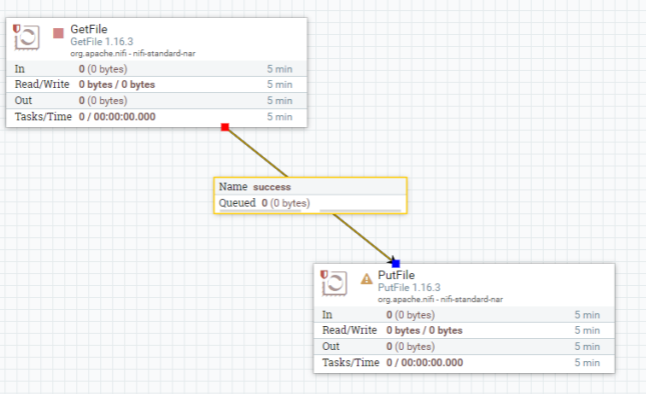 GetFile
GetFile 1.16.3
org.apache.nifi - nifi-standard-nar
In 0 (0 bytes) 5 min
Read/Write 0 bytes / 0 bytes 5 min
Out 0 (0 bytes) 5 min
Tasks/Time 0 / 00:00:00.000 5 min
Name success
Queued 0 (0 bytes)
PutFile
PutFile 1.16.3
org.apache.nifi - nifi-standard-nar
In 0 (0 bytes) 5 min
Read/Write 0 bytes / 0 bytes 5 min
Out 0 (0 bytes) 5 min
Tasks/Time 0 / 00:00:00.000 5 min